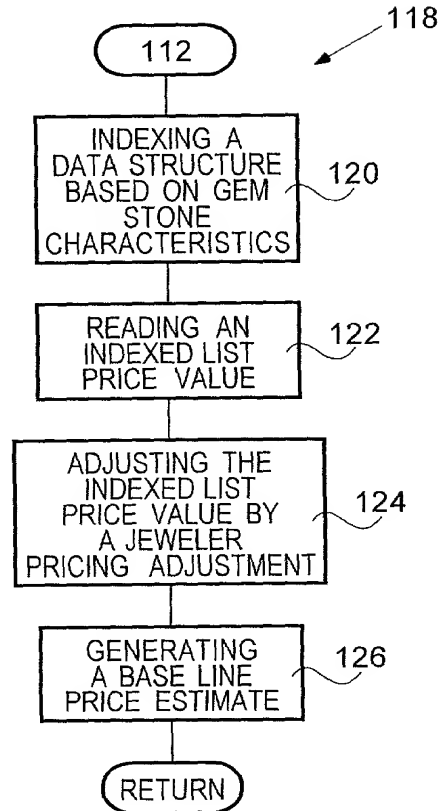 118
112
INDEXING A
DATA STRUCTURE
BASED ON GEM
STONE
CHARACTERISTICS
120
READING AN
INDEXED LIST
PRICE VALUE
122
ADJUSTING THE
INDEXED LIST
PRICE VALUE BY
A JEWELER
PRICING ADJUSTMENT
124
GENERATING
A BASE LINE
PRICE ESTIMATE
126
RETURN